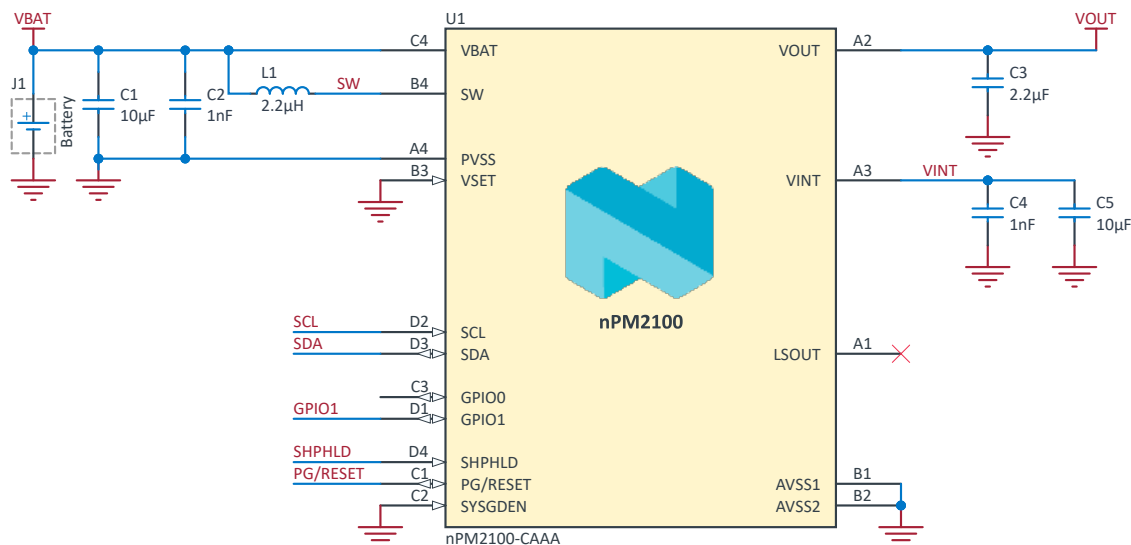 VBAT
U1
VOUT
C4
VBAT
VOUT
A2
J1
+
Battery
C1
10µF
C2
1nF
L1
2.2µH
SW
B4
SW
C3
2.2µF
A4
PVSS
B3
VSET
VINT
A3
VINT
C4
1nF
C5
10µF
nPM2100
SCL
D2
SCL
SDA
D3
SDA
LSOUT
A1
C3
GPIO0
GPIO1
D1
GPIO1
SHPHLD
D4
SHPHLD
PG/RESET
C1
PG/RESET
AVSS1
B1
C2
SYSGDEN
AVSS2
B2
nPM2100-CAAA